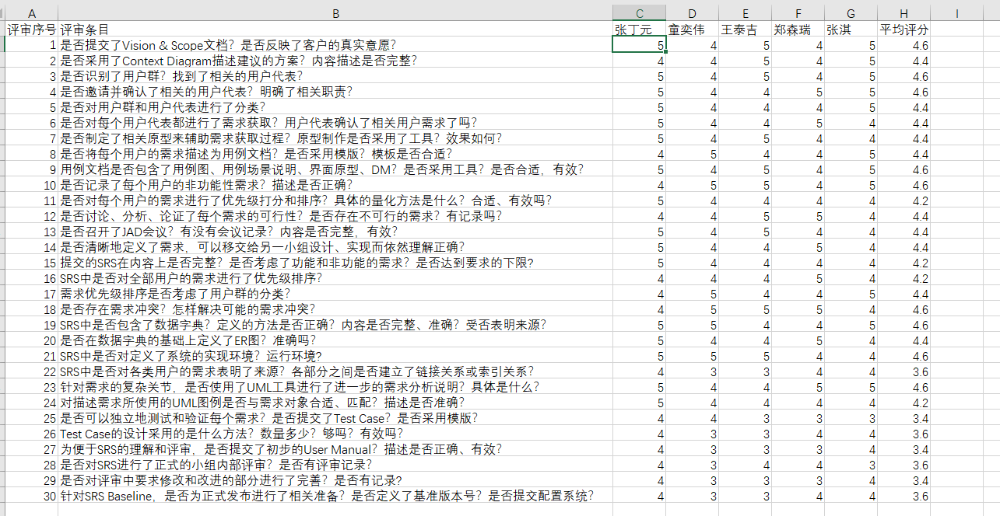 A B C D E F G H I
评审序号 评审条目 张丁元 童奕伟 王泰吉 郑森瑞 张淇 平均评分
1 是否提交了Vision & Scope文档？是否反映了客户的真实意愿？ 5 4 5 4 5 4.6
2 是否采用了Context Diagram描述建议的方案？内容描述是否完整？ 4 4 5 4 5 4.4
3 是否识别了用户群？找到了相关的用户代表？ 5 4 5 4 5 4.6
4 是否邀请并确认了相关的用户代表？明确了相关职责？ 5 4 4 5 5 4.6
5 是否对用户群和用户代表进行了分类？ 5 4 4 4 5 4.4
6 是否对每个用户代表都进行了需求获取？用户代表确认了相关用户需求了吗？ 5 4 4 5 4 4.4
7 是否制定了相关原型来辅助需求获取过程？原型制作是否采用了工具？效果如何？ 5 4 5 4 4 4.4
8 是否将每个用户的需求描述为用例文档？是否采用模版？模板是否合适？ 4 5 4 4 5 4.4
9 用例文档是否包含了用例图、用例场景说明、界面原型、DM？是否采用工具？是否合适，有效？ 5 4 5 4 5 4.6
10 是否记录了每个用户的非功能性需求？描述是否正确？ 4 5 5 4 5 4.6
11 是否对每个用户的需求进行了优先级打分和排序？具体的量化方法是什么？合适、有效吗？ 5 4 4 4 4 4.2
12 是否讨论、分析、论证了每个需求的可行性？是否存在不可行的需求？有记录吗？ 4 4 5 5 4 4.4
13 是否召开了JAD会议？有没有会议记录？内容是否完整，有效？ 5 4 5 4 4 4.4
14 是否清晰地定义了需求，可以移交给另一小组设计、实现而依然理解正确？ 5 4 4 5 4 4.4
15 提交的SRS在内容上是否完整？是否考虑了功能和非功能的需求？是否达到要求的下限? 5 4 4 4 4 4.2
16 SRS中是否对全部用户的需求进行了优先级排序？ 4 4 4 5 4 4.2
17 需求优先级排序是否考虑了用户群的分类？ 4 5 4 4 5 4.4
18 是否存在需求冲突？怎样解决可能的需求冲突？ 4 5 5 5 4 4.6
19 SRS中是否包含了数据字典？定义的方法是否正确？内容是否完整、准确？受否表明来源？ 5 5 4 4 5 4.6
20 是否在数据字典的基础上定义了ER图？准确吗？ 5 4 4 5 4 4.4
21 SRS中是否对定义了系统的实现环境？运行环境? 5 5 5 4 4 4.6
22 SRS中是否对各类用户的需求表明了来源？各部分之间是否建立了链接关系或索引关系？ 4 3 3 4 4 3.6
23 针对需求的复杂关节，是否使用了UML工具进行了进一步的需求分析说明？具体是什么？ 5 4 4 5 5 4.6
24 对描述需求所使用的UML图例是否与需求对象合适、匹配？描述是否准确？ 5 4 4 4 4 4.2
25 是否可以独立地测试和验证每个需求？是否提交了Test Case？是否采用模版？ 4 4 3 3 3 3.4
26 Test Case的设计采用的是什么方法？数量多少？够吗？有效吗？ 4 3 3 4 4 3.6
27 为便于SRS的理解和评审，是否提交了初步的User Manual？描述是否正确、有效？ 4 3 3 3 4 3.4
28 是否对SRS进行了正式的小组内部评审？是否有评审记录？ 4 3 4 4 3 3.6
29 是否对评审中要求修改和改进的部分进行了完善？是否有记录? 4 3 3 3 4 3.4
30 针对SRS Baseline，是否为正式发布进行了相关准备？是否定义了基准版本号？是否提交配置系统？ 4 3 3 4 4 3.6